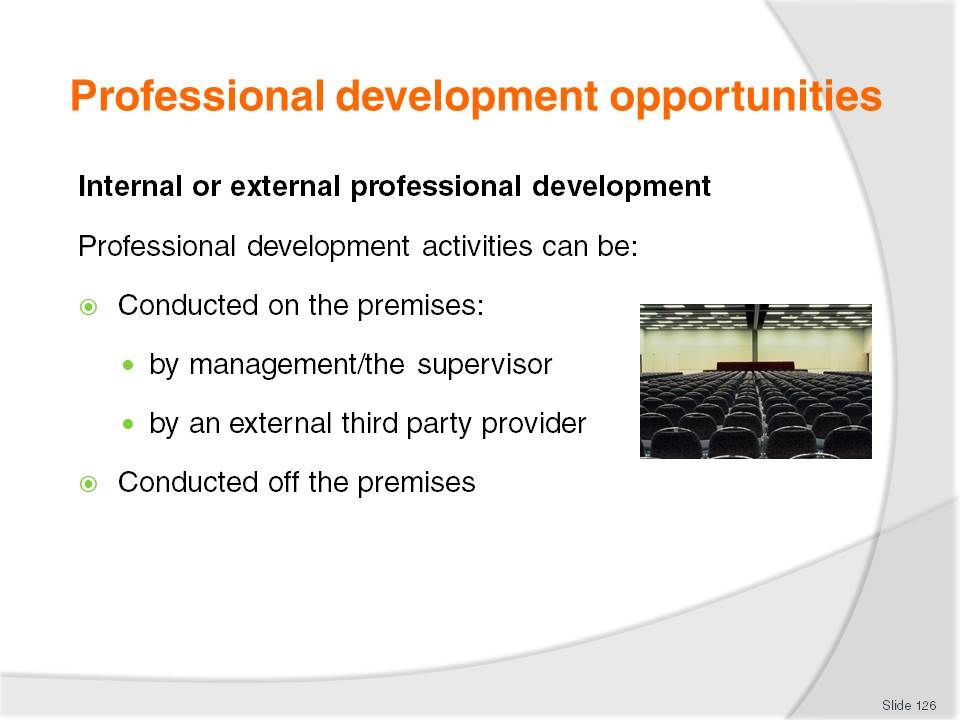 Professional development opportunities
Internal or external professional development
Professional development activities can be:
Conducted on the premises:
by management/the supervisor
by an external third party provider
Conducted off the premises
Slide 126